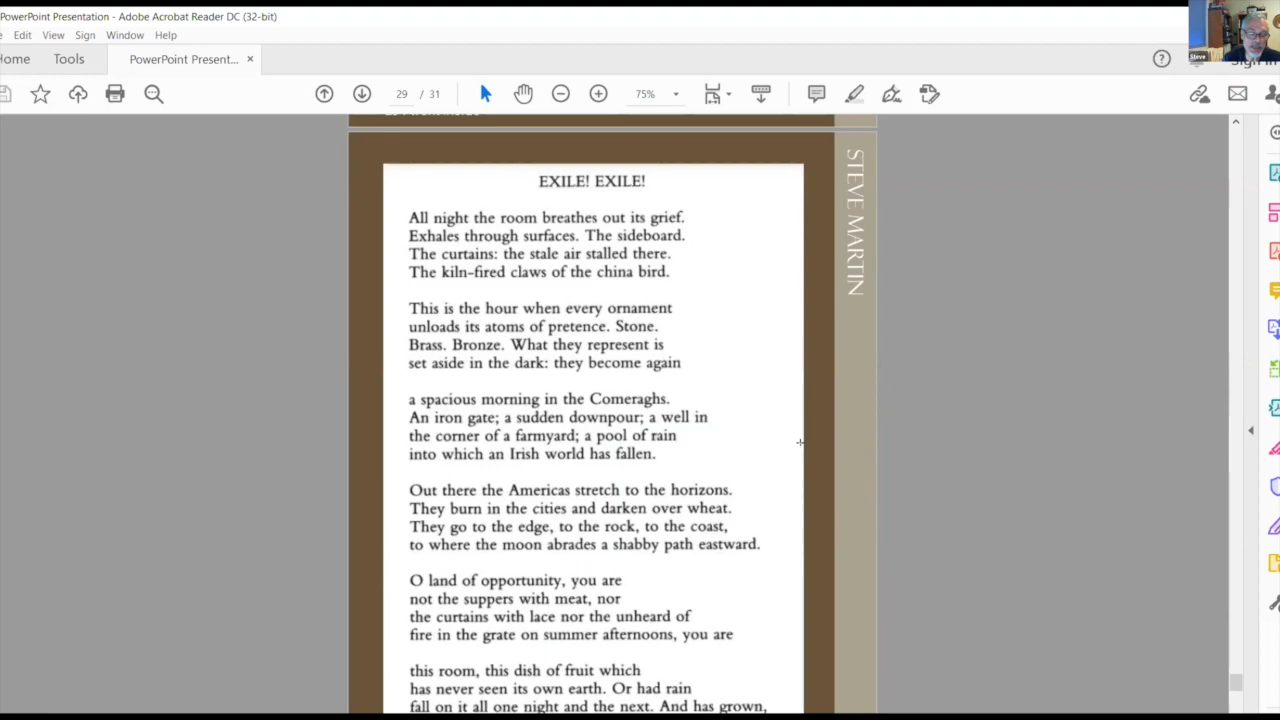 PowerPoint Presentation - Adobe Acrobat Reader DC (32-bit)
Edit View Sign Window Help
Tools
PowerPoint Present... ×
29 / 31
75%
Steve
STEVE MARTIN
EXILE! EXILE!
All night the room breathes out its grief.
Exhales through surfaces. The sideboard.
The curtains: the stale air stalled there.
The kiln-fired claws of the china bird.
This is the hour when every ornament
unloads its atoms of pretence. Stone.
Brass. Bronze. What they represent is
set aside in the dark: they become again
a spacious morning in the Comeraghs.
An iron gate; a sudden downpour; a well in
the corner of a farmyard; a pool of rain
into which an Irish world has fallen.
Out there the Americas stretch to the horizons.
They burn in the cities and darken over wheat.
They go to the edge, to the rock, to the coast,
to where the moon abrades a shabby path eastward.
O land of opportunity, you are
not the suppers with meat, nor
the curtains with lace nor the unheard of
fire in the grate on summer afternoons, you are
this room, this dish of fruit which
has never seen its own earth. Or had rain
fall on it all one night and the next. And has grown,